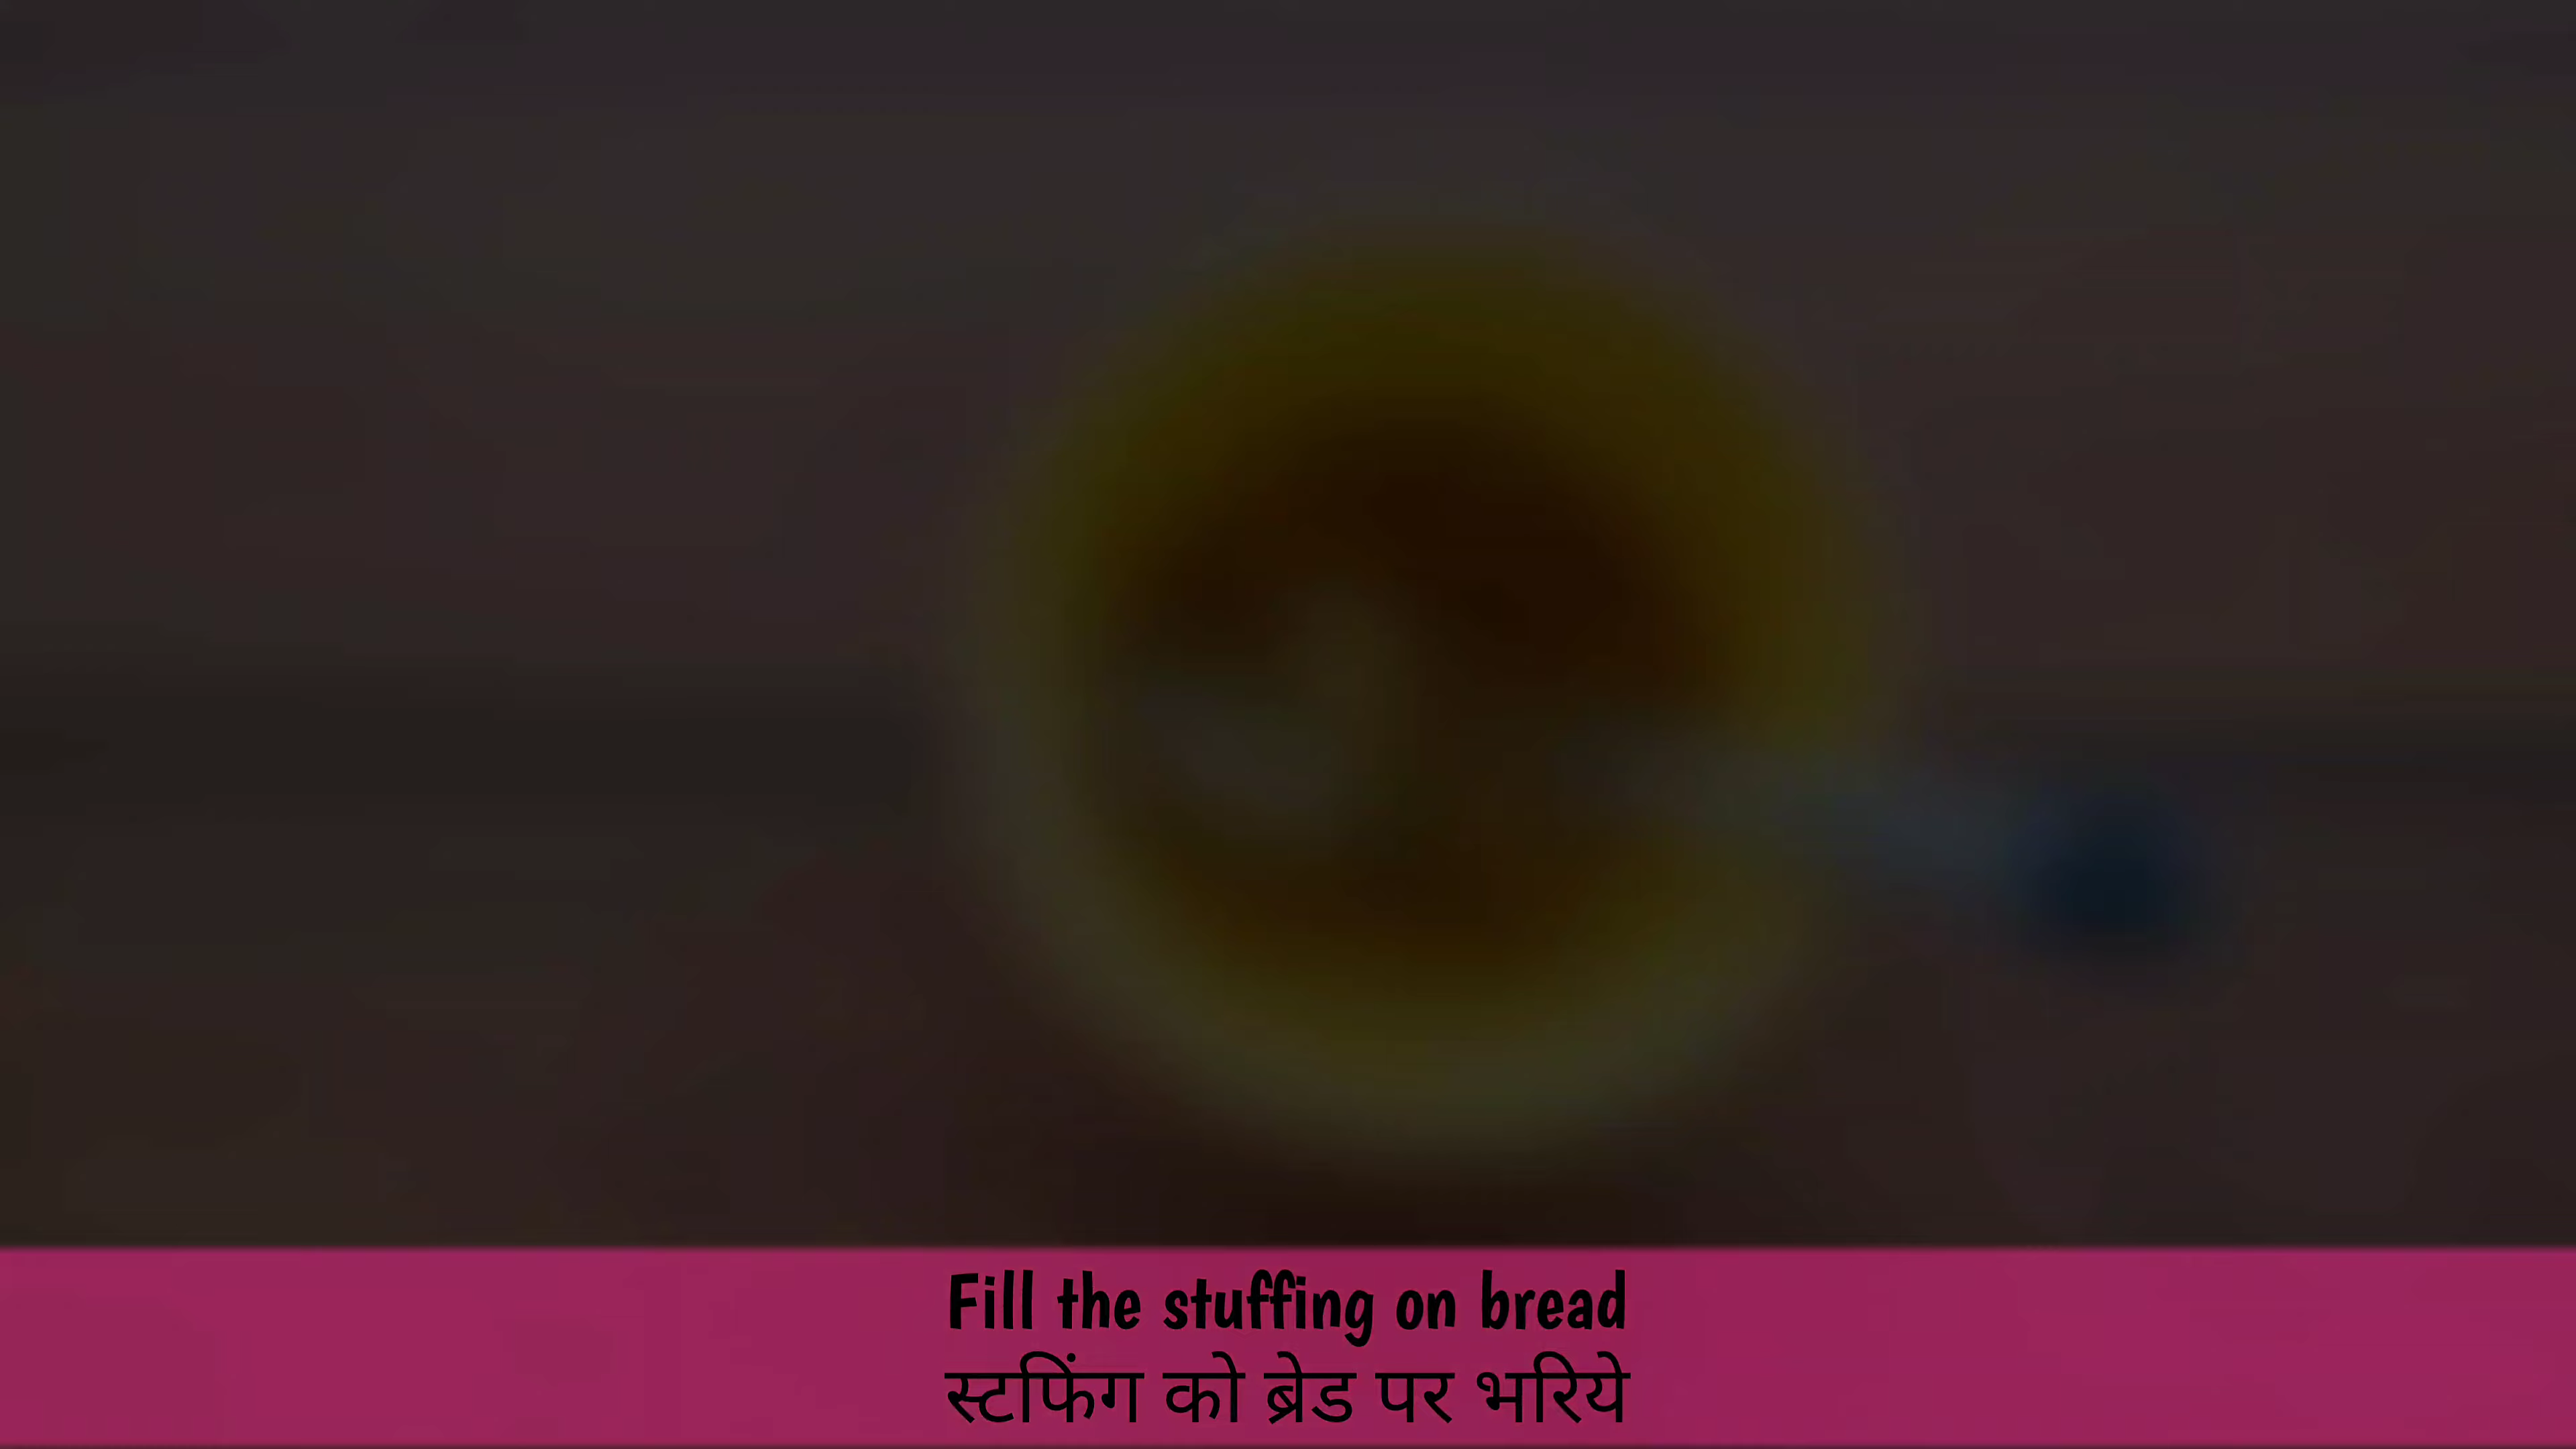 Fill the stuffing on bread
स्टफिंग को ब्रेड पर भरिये